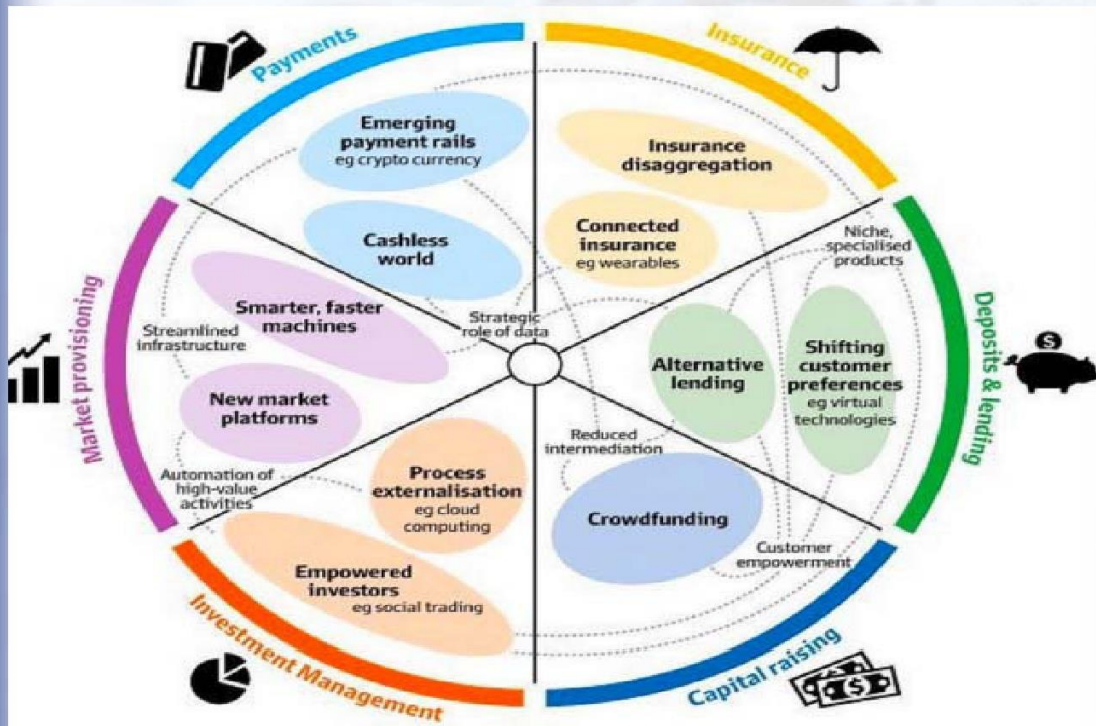 Payments
Insurance
Emerging
payment rails
eg crypto currency
Insurance
disaggregation
Cashless
world
Connected
insurance
eg wearables
Niche,
specialised
products
Smarter, faster
machines
Strategic
role of data
Streamlined
infrastructure
Market provisioning
New market
platforms
Alternative
lending
Shifting
customer
preferences
eg virtual
technologies
Deposits & lending
Reduced
intermediation
Automation of
high-value
activities
Process
externalisation
eg cloud
computing
Crowdfunding
Customer
empowerment
Empowered
investors
eg social trading
Investment Management
Capital raising
$
$
$